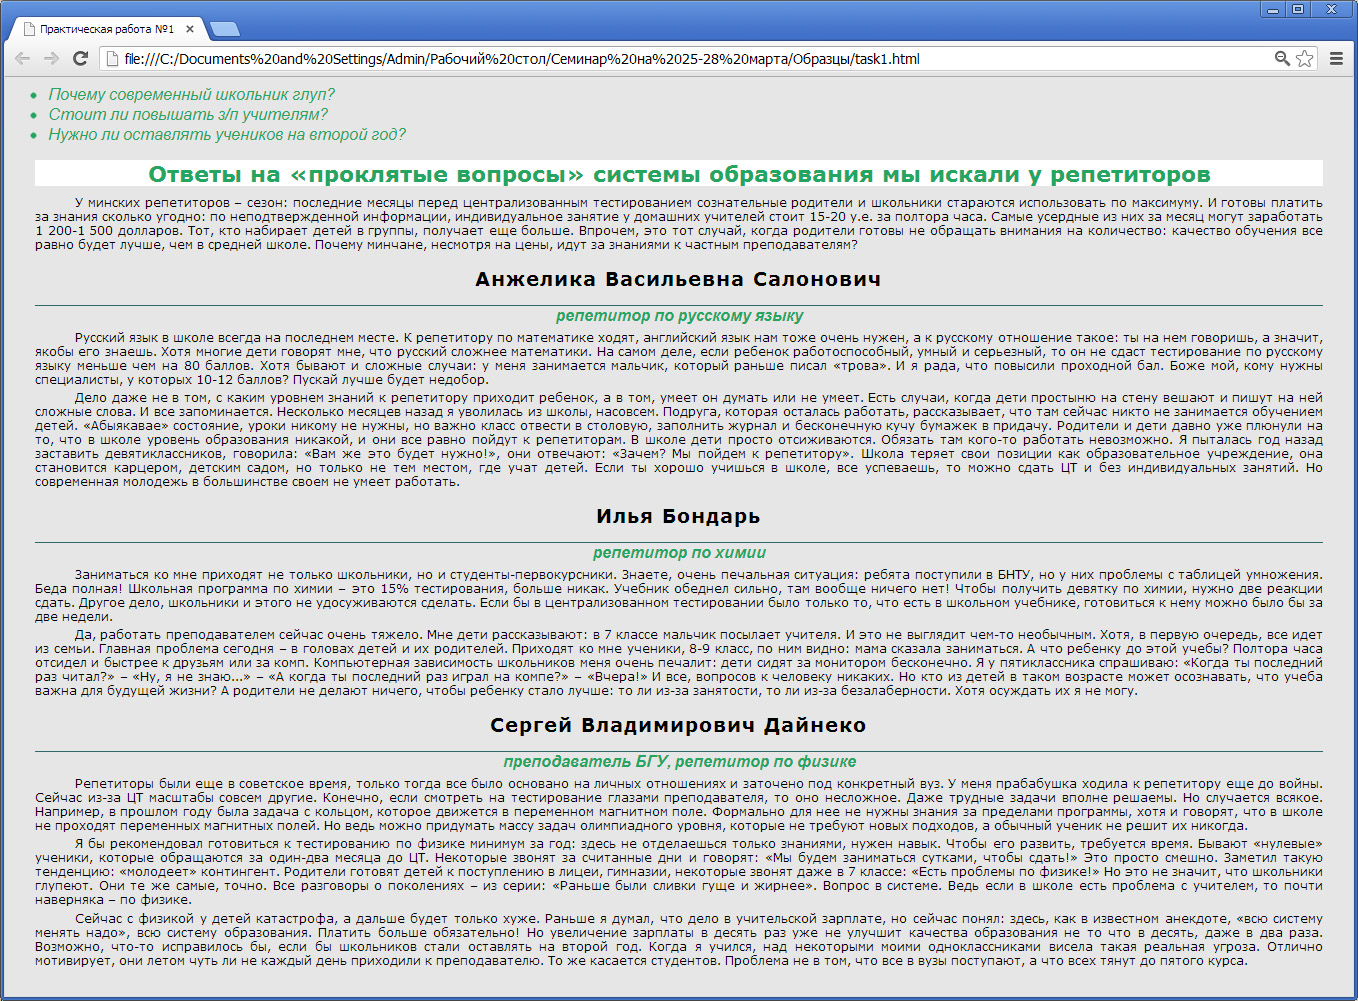 Практическая работа №1
file:///C:/Documents%20and%20Settings/Admin/Рабочий%20стол/Семинар%20на%2025-28%20марта/Образцы/task1.html
Почему современный школьник глуп?
Стоит ли повышать з/п учителям?
Нужно ли оставлять учеников на второй год?
Ответы на «проклятые вопросы» системы образования мы искали у репетиторов
У минских репетиторов – сезон: последние месяцы перед централизованным тестированием сознательные родители и школьники стараются использовать по максимуму. И готовы платить
за знания сколько угодно: по неподтвержденной информации, индивидуальное занятие у домашних учителей стоит 15-20 у.е. за полтора часа. Самые усердные из них за месяц могут заработать
1 200-1 500 долларов. Тот, кто набирает детей в группы, получает еще больше. Впрочем, это тот случай, когда родители готовы не обращать внимания на количество: качество обучения все
равно будет лучше, чем в средней школе. Почему минчане, несмотря на цены, идут за знаниями к частным преподавателям?
Анжелика Васильевна Салонович
репетитор по русскому языку
Русский язык в школе всегда на последнем месте. К репетитору по математике ходят, английский язык нам тоже очень нужен, а к русскому отношение такое: ты на нем говоришь, а значит,
якобы его знаешь. Хотя многие дети говорят мне, что русский сложнее математики. На самом деле, если ребенок работоспособный, умный и серьезный, то он не сдаст тестирование по русскому
языку меньше чем на 80 баллов. Хотя бывают и сложные случаи: у меня занимается мальчик, который раньше писал «трова». И я рада, что повысили проходной бал. Боже мой, кому нужны
специалисты, у которых 10-12 баллов? Пускай лучше будет недобор.
Дело даже не в том, с каким уровнем знаний к репетитору приходит ребенок, а в том, умеет он думать или не умеет. Есть случаи, когда дети простыню на стену вешают и пишут на ней
сложные слова. И все запоминается. Несколько месяцев назад я уволилась из школы, насовсем. Подруга, которая осталась работать, рассказывает, что там сейчас никто не занимается обучением
детей. «Абыякавае» состояние, уроки никому не нужны, но важно класс отвести в столовую, заполнить журнал и бесконечную кучу бумажек в придачу. Родители и дети давно уже плюнули на
то, что в школе уровень образования никакой, и они все равно пойдут к репетиторам. В школе дети просто отсиживаются. Обязать там кого-то работать невозможно. Я пыталась год назад
заставить девятиклассников, говорила: «Вам же это будет нужно!», они отвечают: «Зачем? Мы пойдем к репетитору». Школа теряет свои позиции как образовательное учреждение, она
становится карцером, детским садом, но только не тем местом, где учат детей. Если ты хорошо учишься в школе, все успеваешь, то можно сдать ЦТ и без индивидуальных занятий. Но
современная молодежь в большинстве своем не умеет работать.
Илья Бондарь
репетитор по химии
Заниматься ко мне приходят не только школьники, но и студенты-первокурсники. Знаете, очень печальная ситуация: ребята поступили в БНТУ, но у них проблемы с таблицей умножения.
Беда полная! Школьная программа по химии – это 15% тестирования, больше никак. Учебник обеднел сильно, там вообще ничего нет! Чтобы получить девятку по химии, нужно две реакции
сдать. Другое дело, школьники и этого не удосуживаются сделать. Если бы в централизованном тестировании было только то, что есть в школьном учебнике, готовиться к нему можно было бы за
две недели.
Да, работать преподавателем сейчас очень тяжело. Мне дети рассказывают: в 7 классе мальчик посылает учителя. И это не выглядит чем-то необычным. Хотя, в первую очередь, все идет
из семьи. Главная проблема сегодня – в головах детей и их родителей. Приходят ко мне ученики, 8-9 класс, по ним видно: мама сказала заниматься. А что ребенку до этой учебы? Полтора часа
отсидел и быстрее к друзьям или за комп. Компьютерная зависимость школьников меня очень печалит: дети сидят за монитором бесконечно. Я у пятиклассника спрашиваю: «Когда ты последний
раз читал?» – «Ну, я не знаю...» – «А когда ты последний раз играл на компе?» – «Вчера!» И все, вопросов к человеку никаких. Но кто из детей в таком возрасте может осознавать, что учеба
важна для будущей жизни? А родители не делают ничего, чтобы ребенку стало лучше: то ли из-за занятости, то ли из-за безалаберности. Хотя осуждать их я не могу.
Сергей Владимирович Дайнеко
преподаватель БГУ, репетитор по физике
Репетиторы были еще в советское время, только тогда все было основано на личных отношениях и заточено под конкретный вуз. У меня прабабушка ходила к репетитору еще до войны.
Сейчас из-за ЦТ масштабы совсем другие. Конечно, если смотреть на тестирование глазами преподавателя, то оно несложное. Даже трудные задачи вполне решаемы. Но случается всякое.
Например, в прошлом году была задача с кольцом, которое движется в переменном магнитном поле. Формально для нее не нужны знания за пределами программы, хотя и говорят, что в школе
не проходят переменных магнитных полей. Но ведь можно придумать массу задач олимпиадного уровня, которые не требуют новых подходов, а обычный ученик не решит их никогда.
Я бы рекомендовал готовиться к тестированию по физике минимум за год: здесь не отделаешься только знаниями, нужен навык. Чтобы его развить, требуется время. Бывают «нулевые»
ученики, которые обращаются за один-два месяца до ЦТ. Некоторые звонят за считанные дни и говорят: «Мы будем заниматься сутками, чтобы сдать!» Это просто смешно. Заметил такую
тенденцию: «молодеет» контингент. Родители готовят детей к поступлению в лицеи, гимназии, некоторые звонят даже в 7 классе: «Есть проблемы по физике!» Но это не значит, что школьники
глупеют. Они те же самые, точно. Все разговоры о поколениях – из серии: «Раньше были сливки гуще и жирнее». Вопрос в системе. Ведь если в школе есть проблема с учителем, то почти
наверняка – по физике.
Сейчас с физикой у детей катастрофа, а дальше будет только хуже. Раньше я думал, что дело в учительской зарплате, но сейчас понял: здесь, как в известном анекдоте, «всю систему
менять надо», всю систему образования. Платить больше обязательно! Но увеличение зарплаты в десять раз уже не улучшит качества образования не то что в десять, даже в два раза.
Возможно, что-то исправилось бы, если бы школьников стали оставлять на второй год. Когда я учился, над некоторыми моими одноклассниками висела такая реальная угроза. Отлично
мотивирует, они летом чуть ли не каждый день приходили к преподавателю. То же касается студентов. Проблема не в том, что все в вузы поступают, а что всех тянут до пятого курса.